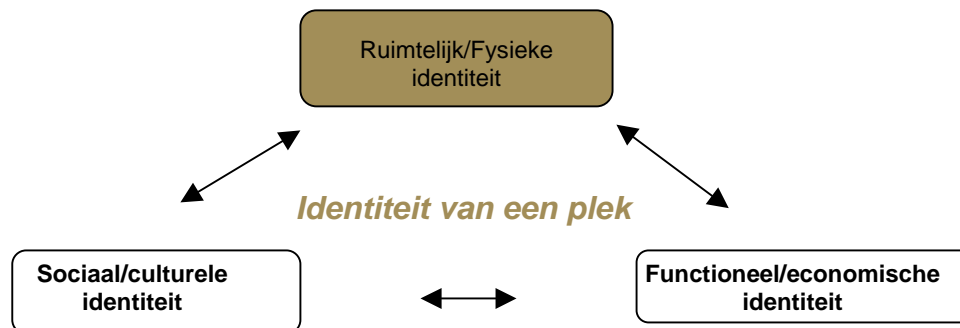 Ruimtelijk/Fysieke
identiteit
Identiteit van een plek
Sociaal/culturele
identiteit
Functioneel/economische
identiteit